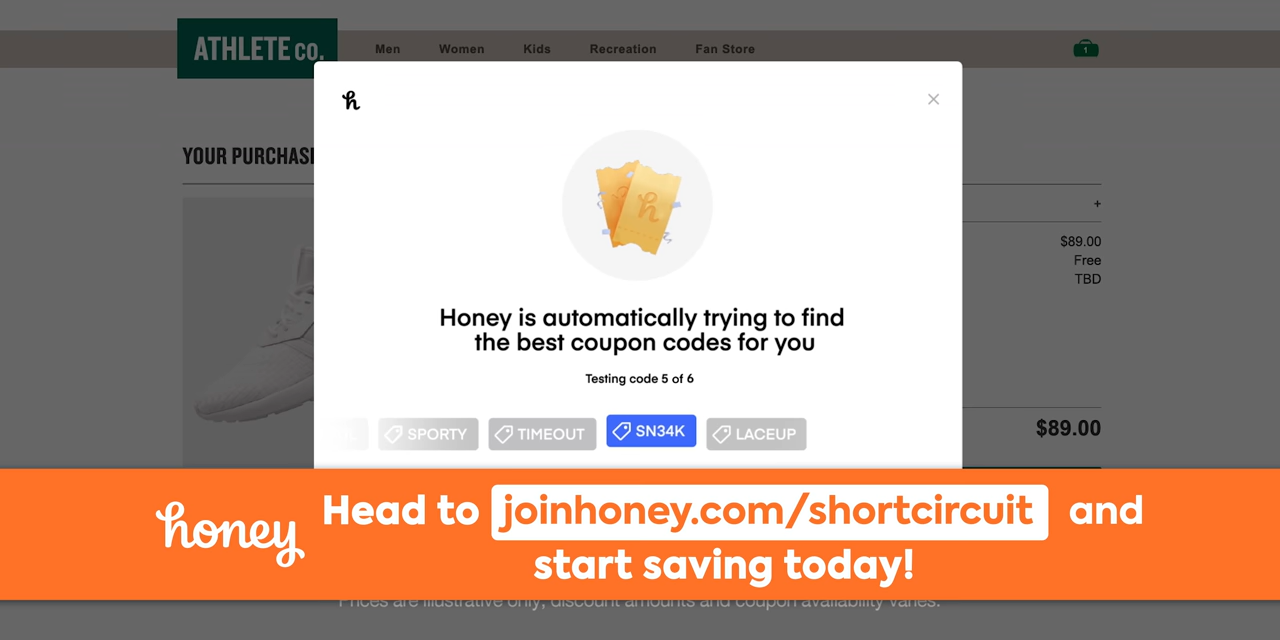 ATHLETE CO.
Men Women Kids Recreation Fan Store
1
h
YOUR PURCHAS
h
+
$89.00
Free
TBD
Honey is automatically trying to find
the best coupon codes for you
Testing code 5 of 6
SPORTY TIMEOUT SN34K LACEUP
$89.00
honey
Head to joinhoney.com/shortcircuit and
start saving today!
Prices are illustrative only, discount amounts and coupon availability varies.